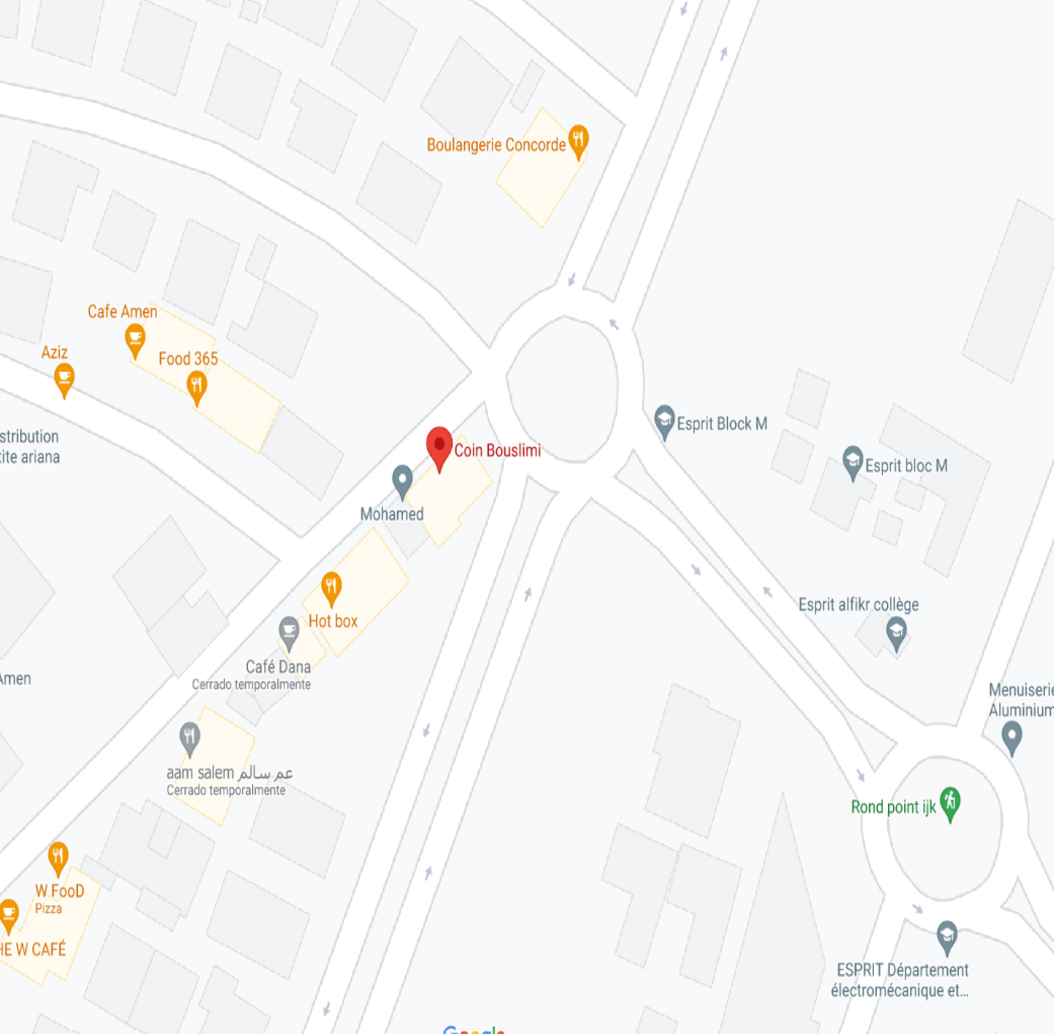 Boulangerie Concorde
Cafe Amen
Aziz
Food 365
Esprit Block M
stribution
tite ariana
Coin Bouslimi
Esprit bloc M
Mohamed
Esprit alfikr collège
Hot box
Café Dana
Cerrado temporalmente
Amen
Menuiserie
Aluminium
aam salem عم سالم
Cerrado temporalmente
Rond point ijk
W FooD
Pizza
HE W CAFÉ
ESPRIT Département
électromécanique et...
Google